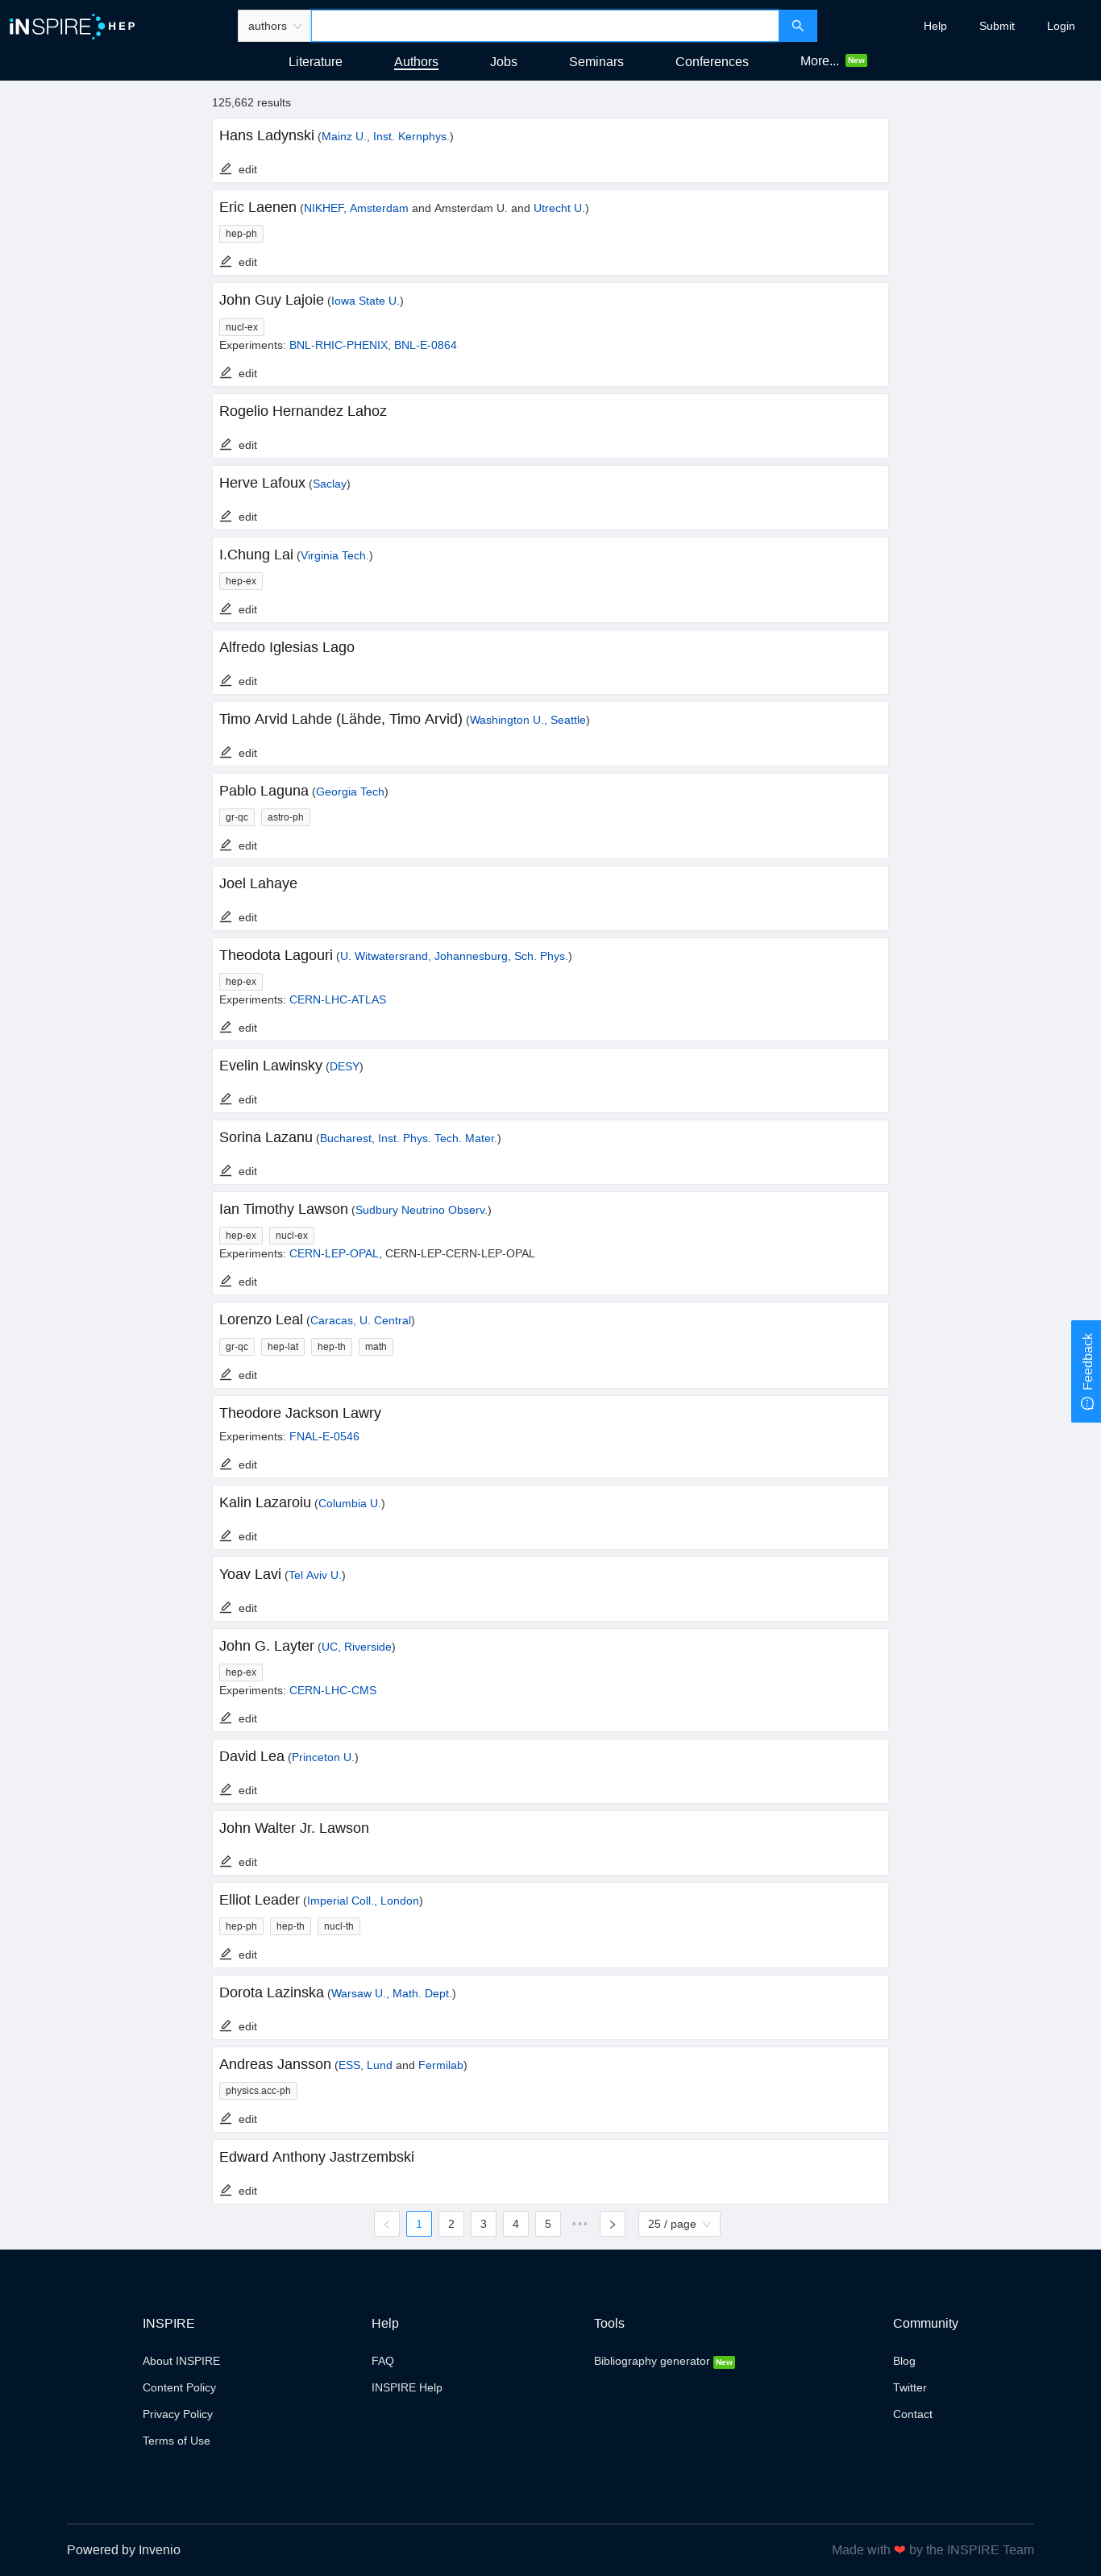 iNSPIRE HEP
authors
Help Submit Login
Literature Authors Jobs Seminars Conferences More... New
125,662 results
Hans Ladynski (Mainz U., Inst. Kernphys.)
edit
Eric Laenen (NIKHEF, Amsterdam and Amsterdam U. and Utrecht U.)
hep-ph
edit
John Guy Lajoie (Iowa State U.)
nucl-ex
Experiments: BNL-RHIC-PHENIX, BNL-E-0864
edit
Rogelio Hernandez Lahoz
edit
Herve Lafoux (Saclay)
edit
I.Chung Lai (Virginia Tech.)
hep-ex
edit
Alfredo Iglesias Lago
edit
Timo Arvid Lahde (Lähde, Timo Arvid) (Washington U., Seattle)
edit
Pablo Laguna (Georgia Tech)
gr-qc astro-ph
edit
Joel Lahaye
edit
Theodota Lagouri (U. Witwatersrand, Johannesburg, Sch. Phys.)
hep-ex
Experiments: CERN-LHC-ATLAS
edit
Evelin Lawinsky (DESY)
edit
Sorina Lazanu (Bucharest, Inst. Phys. Tech. Mater.)
edit
Ian Timothy Lawson (Sudbury Neutrino Observ.)
hep-ex nucl-ex
Experiments: CERN-LEP-OPAL, CERN-LEP-CERN-LEP-OPAL
edit
Lorenzo Leal (Caracas, U. Central)
gr-qc hep-lat hep-th math
edit
Theodore Jackson Lawry
Experiments: FNAL-E-0546
edit
Kalin Lazaroiu (Columbia U.)
edit
Yoav Lavi (Tel Aviv U.)
edit
John G. Layter (UC, Riverside)
hep-ex
Experiments: CERN-LHC-CMS
edit
David Lea (Princeton U.)
edit
John Walter Jr. Lawson
edit
Elliot Leader (Imperial Coll., London)
hep-ph hep-th nucl-th
edit
Dorota Lazinska (Warsaw U., Math. Dept.)
edit
Andreas Jansson (ESS, Lund and Fermilab)
physics.acc-ph
edit
Edward Anthony Jastrzembski
edit
1 2 3 4 5 ••• 25 / page
Feedback
INSPIRE
About INSPIRE
Content Policy
Privacy Policy
Terms of Use
Help
FAQ
INSPIRE Help
Tools
Bibliography generator New
Community
Blog
Twitter
Contact
Powered by Invenio
Made with ❤ by the INSPIRE Team